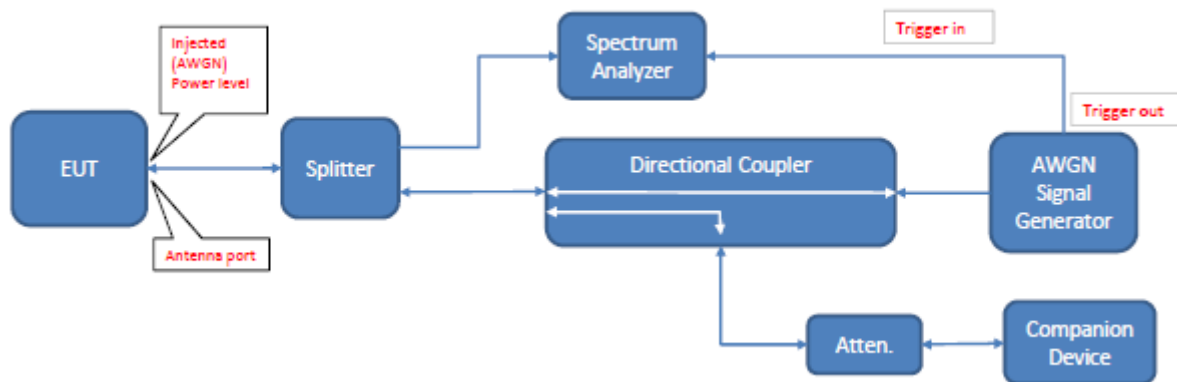 Injected
(AWGN)
Power level
Spectrum
Analyzer
Trigger in
Trigger out
EUT
Splitter
Directional Coupler
AWGN
Signal
Generator
Antenna port
Atten.
Companion
Device